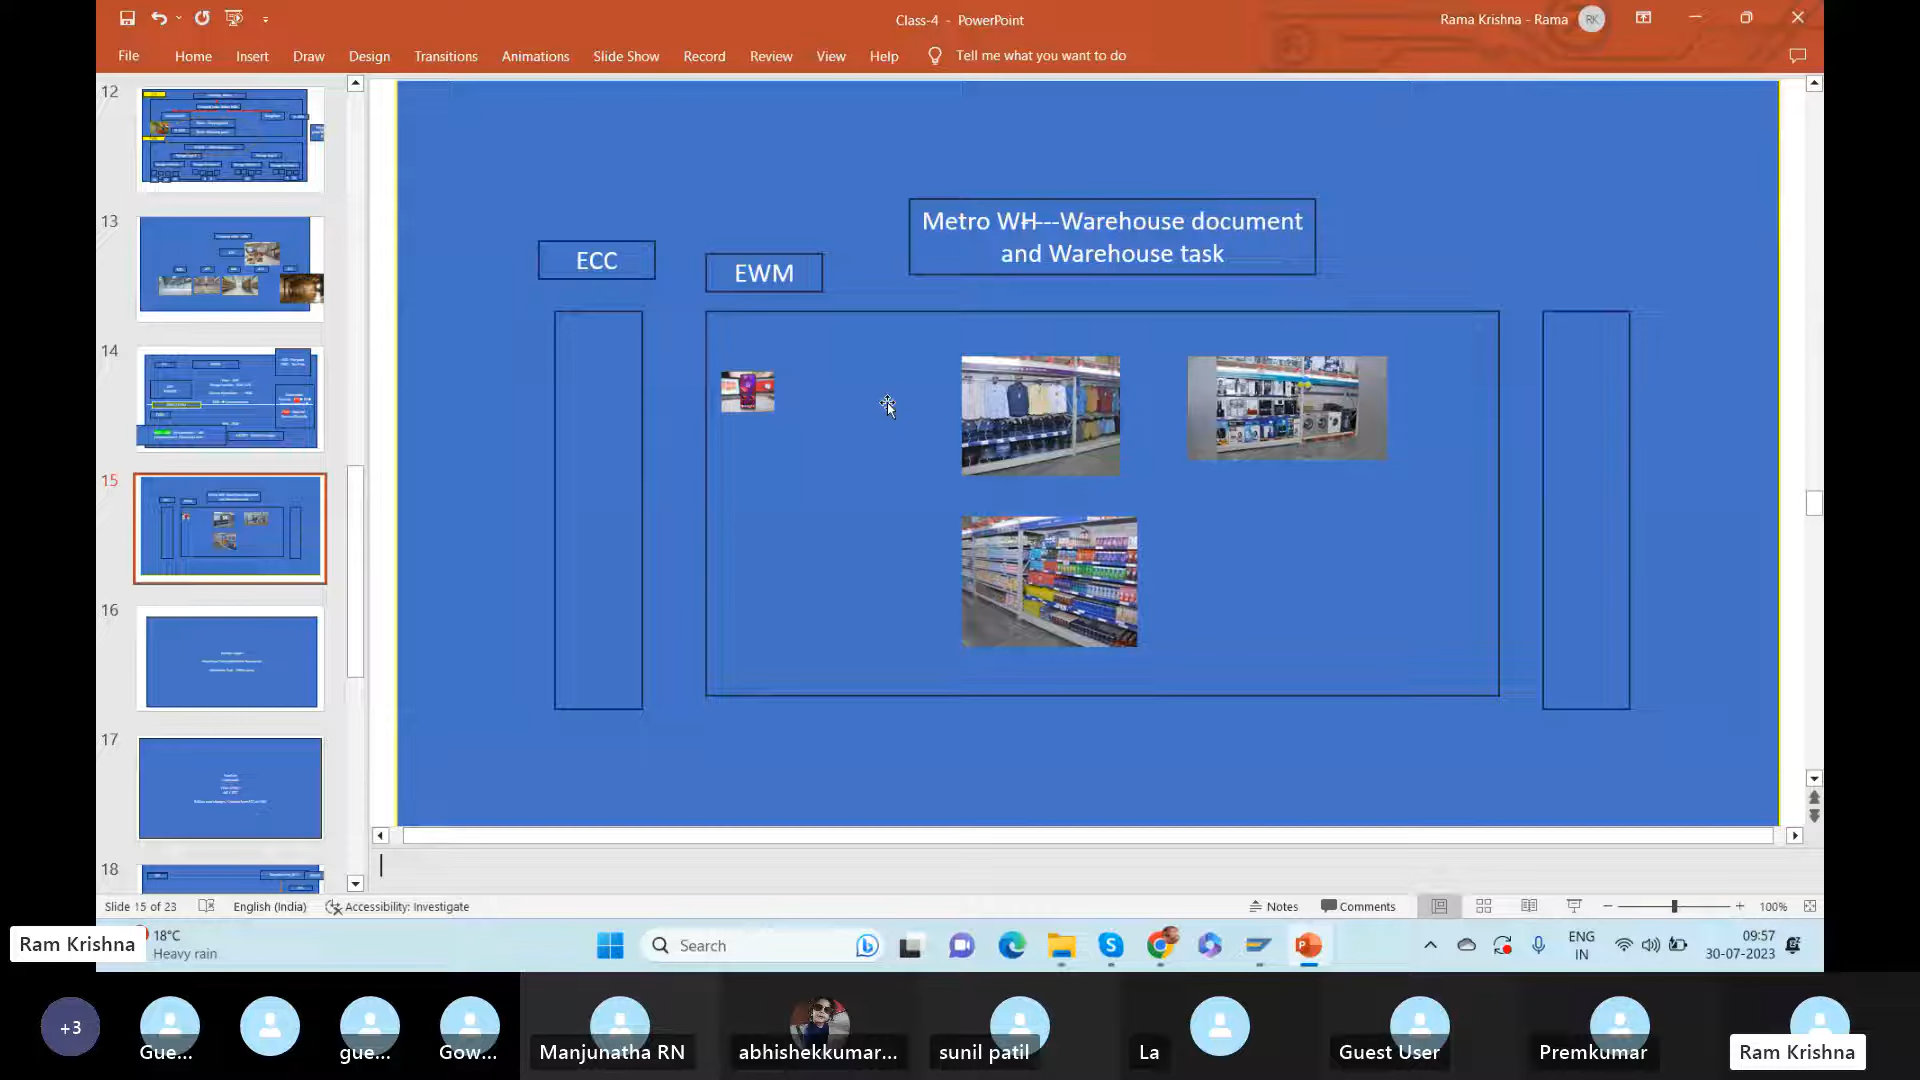 Class-4 - PowerPoint
Rama Krishna - Rama
RK
File
Home
Insert
Draw
Design
Transitions
Animations
Slide Show
Record
Review
View
Help
Tell me what you want to do
12
13
14
15
16
17
18
Metro WH---Warehouse document
and Warehouse task
ECC
EWM
Slide 15 of 23
English (India)
Accessibility: Investigate
Notes
Comments
100%
Ram Krishna
18°C
Heavy rain
Search
ENG
IN
09:57
30-07-2023
+3
Gue...
gue...
Gow...
Manjunatha RN
abhishekkumar...
sunil patil
La
Guest User
Premkumar
Ram Krishna